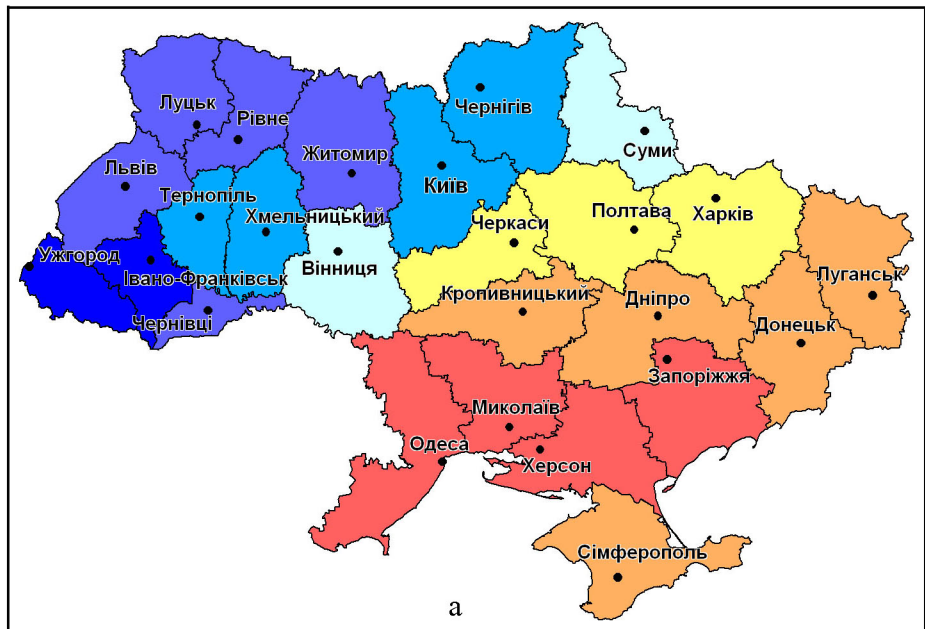 Чернігів
Луцьк
Рівне
Суми
Житомир
Львів
Київ
Тернопіль
Хмельницький
Черкаси
Полтава
Харків
Ужгород
Вінниця
Івано-Франківськ
Луганськ
Кропивницький
Дніпро
Чернівці
Донецьк
Запоріжжя
Миколаїв
Одеса
Херсон
Сімферополь
а